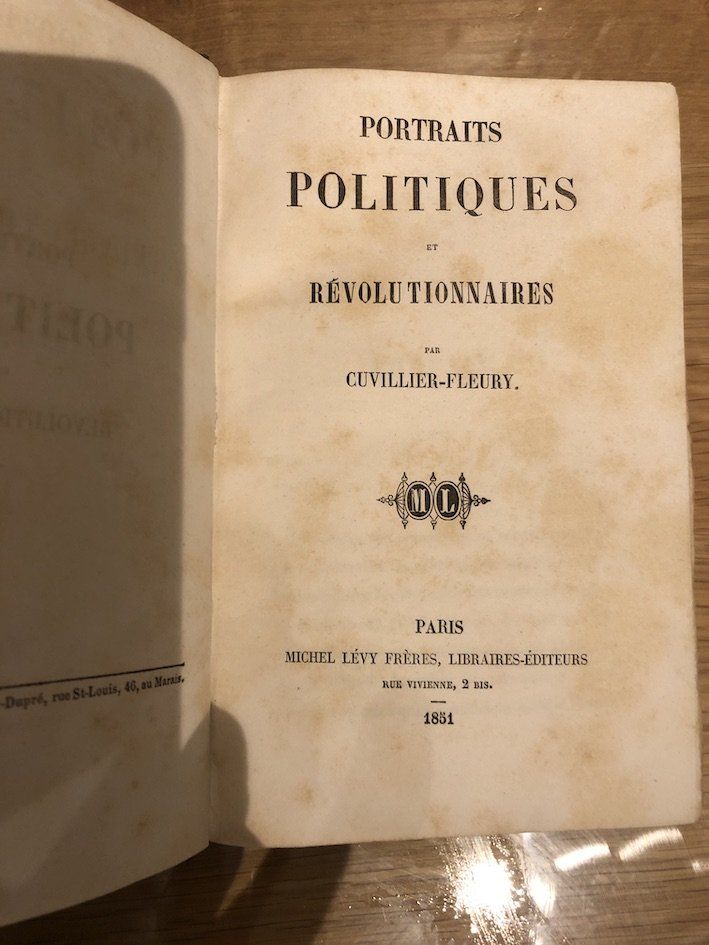 -Dupré, rue St-Louis, 46, au Marais.
PORTRAITS
POLITIQUES
ET
RÉVOLUTIONNAIRES
PAR
CUVILLIER-FLEURY.
ML
PARIS
MICHEL LÉVY FRÈRES, LIBRAIRES-ÉDITEURS
RUE VIVIENNE, 2 BIS.
1851